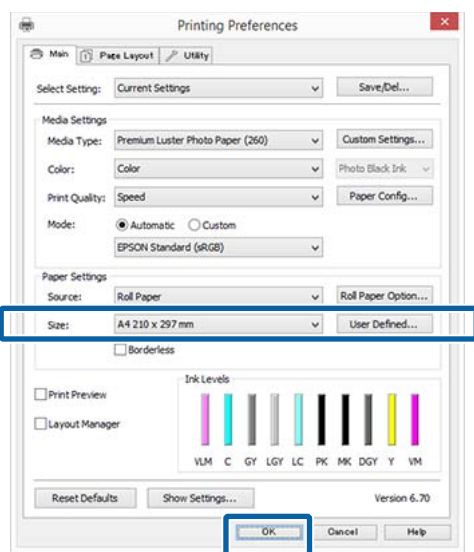 Printing Preferences
Main Page Layout Utility
Select Setting: Current Settings Save/Del...
Media Settings
Media Type: Premium Luster Photo Paper (260) Custom Settings...
Color: Color Photo Black Ink
Print Quality: Speed Paper Config...
Mode: Automatic Custom
EPSON Standard (sRGB)
Paper Settings
Source: Roll Paper Roll Paper Option...
Size: A4 210 x 297 mm User Defined...
Borderless
Ink Levels
Print Preview
Layout Manager
VLM C GY LGY LC PK MK DGY Y VM
Reset Defaults Show Settings... Version 6.70
OK Cancel Help